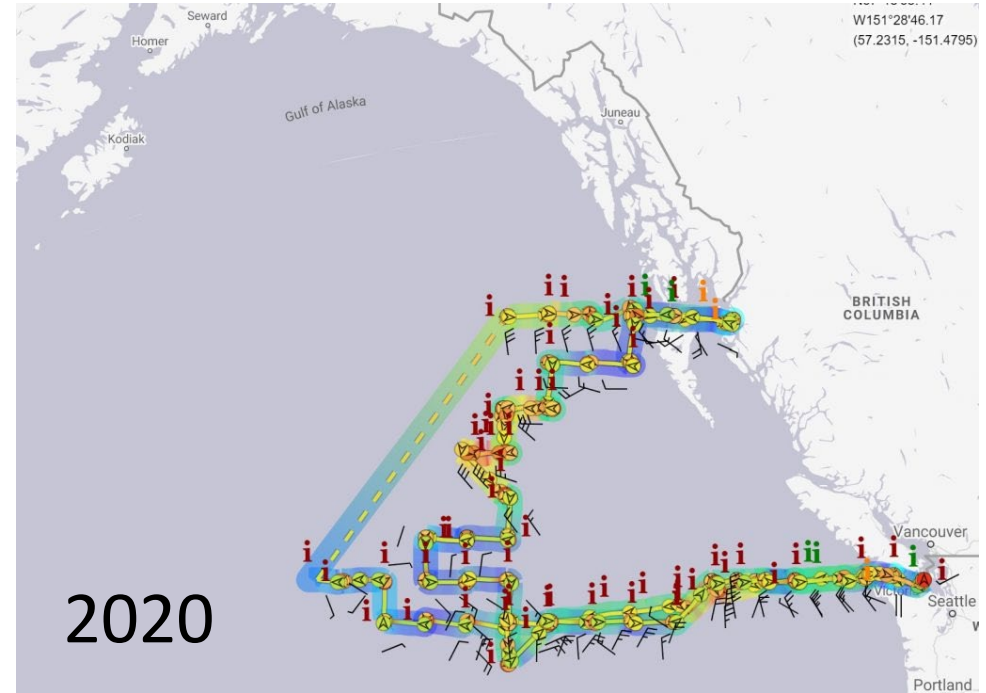 Seward
W151°28'46.17
Homer
(57.2315, -151.4795)
Gulf of Alaska
Juneau
Kodiak
BRITISH
COLUMBIA
Vancouver
Victor
Seattle
2020
W
Portland